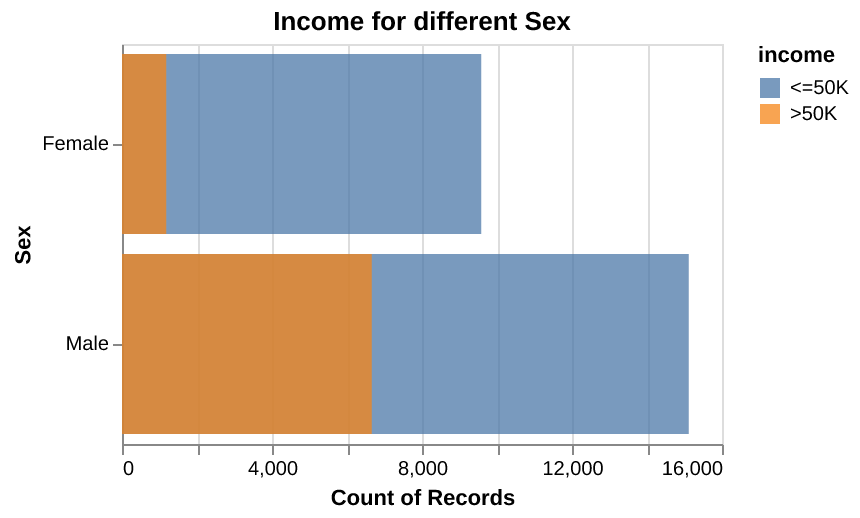 Income for different Sex
income
<=50K
>50K
Female
Sex
Male
0 4,000 8,000 12,000 16,000
Count of Records